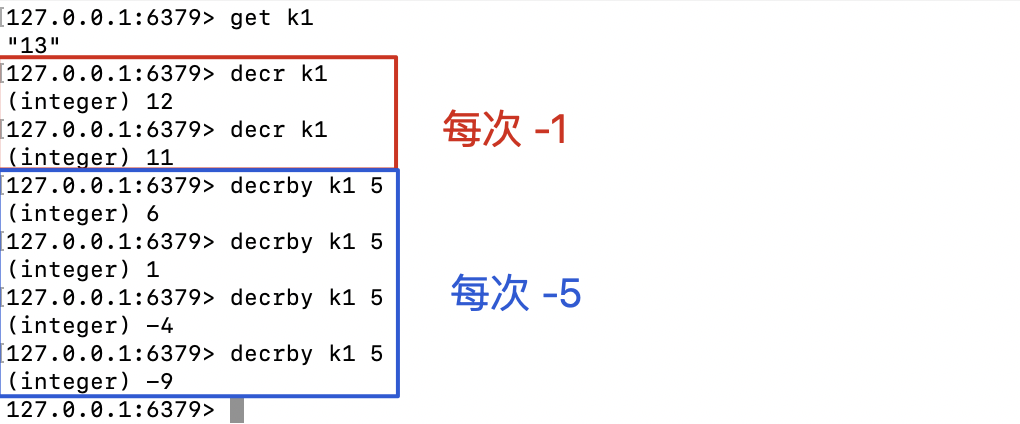 127.0.0.1:6379> get k1
"13"
127.0.0.1:6379> decr k1
(integer) 12
127.0.0.1:6379> decr k1
(integer) 11
每次 -1
127.0.0.1:6379> decrby k1 5
(integer) 6
127.0.0.1:6379> decrby k1 5
(integer) 1
127.0.0.1:6379> decrby k1 5
(integer) -4
127.0.0.1:6379> decrby k1 5
(integer) -9
每次 -5
127.0.0.1:6379>